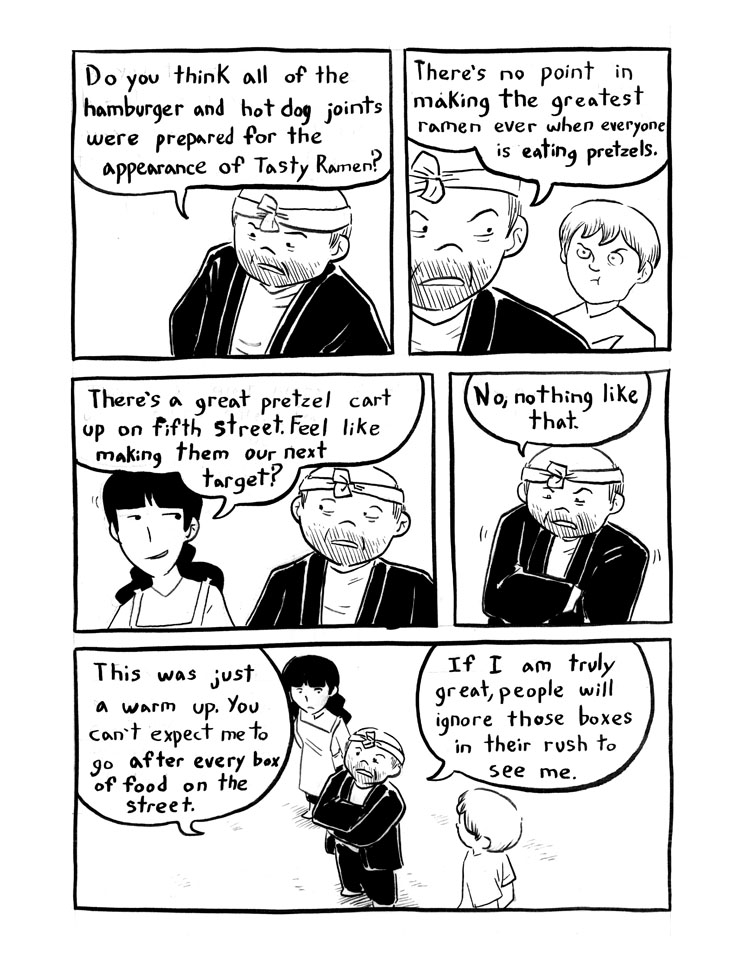 Do you think all of the
hamburger and hot dog joints
were prepared for the
appearance of Tasty Ramen?
There's no point in
making the greatest
ramen ever when everyone
is eating pretzels.
There's a great pretzel cart
up on fifth street. Feel like
making them our next
target?
No, nothing like
that.
This was just
a warm up. You
can't expect me to
go after every box
of food on the
street.
If I am truly
great, people will
ignore those boxes
in their rush to
see me.